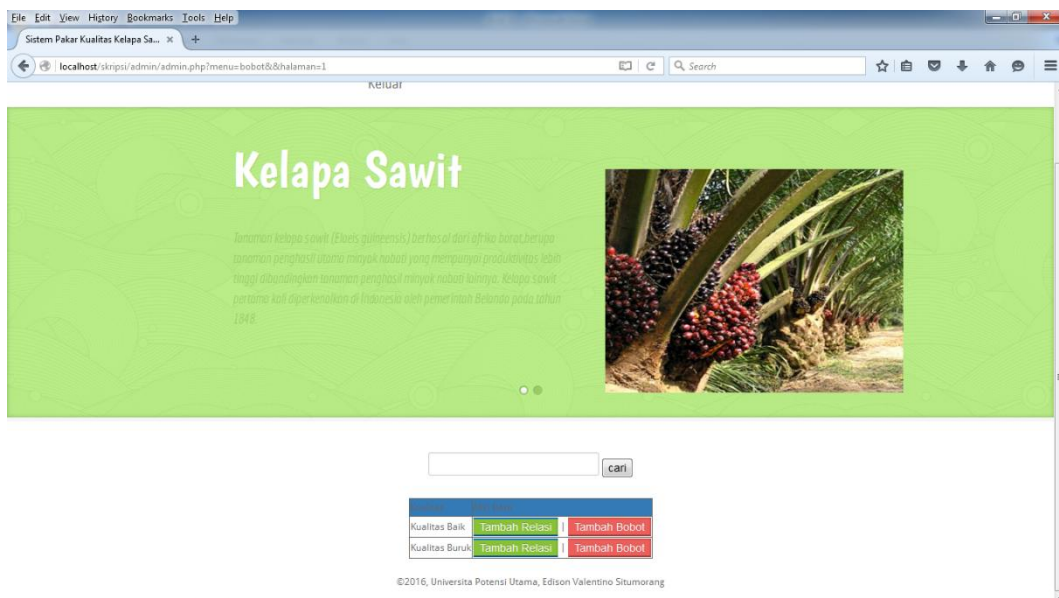 File Edit View History Bookmarks Tools Help
Sistem Pakar Kualitas Kelapa Sa... × +
localhost/skripsi/admin/admin.php?menu=bobot&&halaman=1
Search
Keluar
Kelapa Sawit
Tanaman kelapa sawit (Elaeis guineensis) berasal dari afrika barat,berupa
tanaman penghasil utama minyak nabati yang mempunyai produktivitas lebih
tinggi dibandingkan tanaman penghasil minyak nabati lainnya. Kelapa sawit
pertama kali diperkenalkan di Indonesia oleh pemerintah Belanda pada tahun
1848.
cari
Kualitas Baik Tambah Relasi | Tambah Bobot
Kualitas Buruk Tambah Relasi | Tambah Bobot
©2016, Universita Potensi Utama, Edison Valentino Situmorang